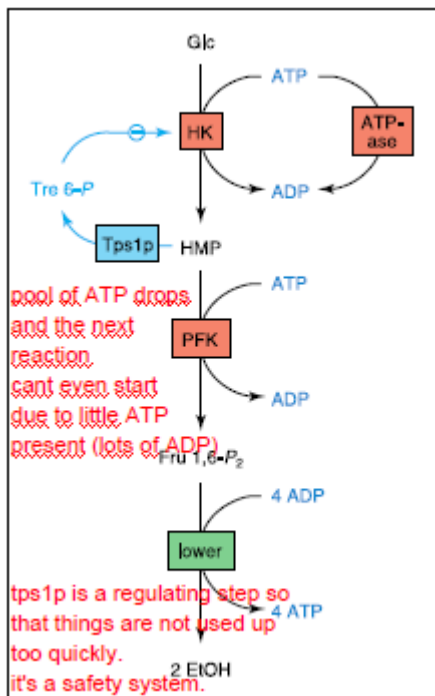 Glc
ATP
HK
ATP-
ase
Tre 6-P
ADP
Tps1p
HMP
pool of ATP drops
and the next
reaction
cant even start
due to little ATP
present (lots of ADP)
ATP
PFK
ADP
Fru 1,6-P2
4 ADP
lower
4 ATP
tps1p is a regulating step so
that things are not used up
too quickly.
it's a safety system.
2 EtOH